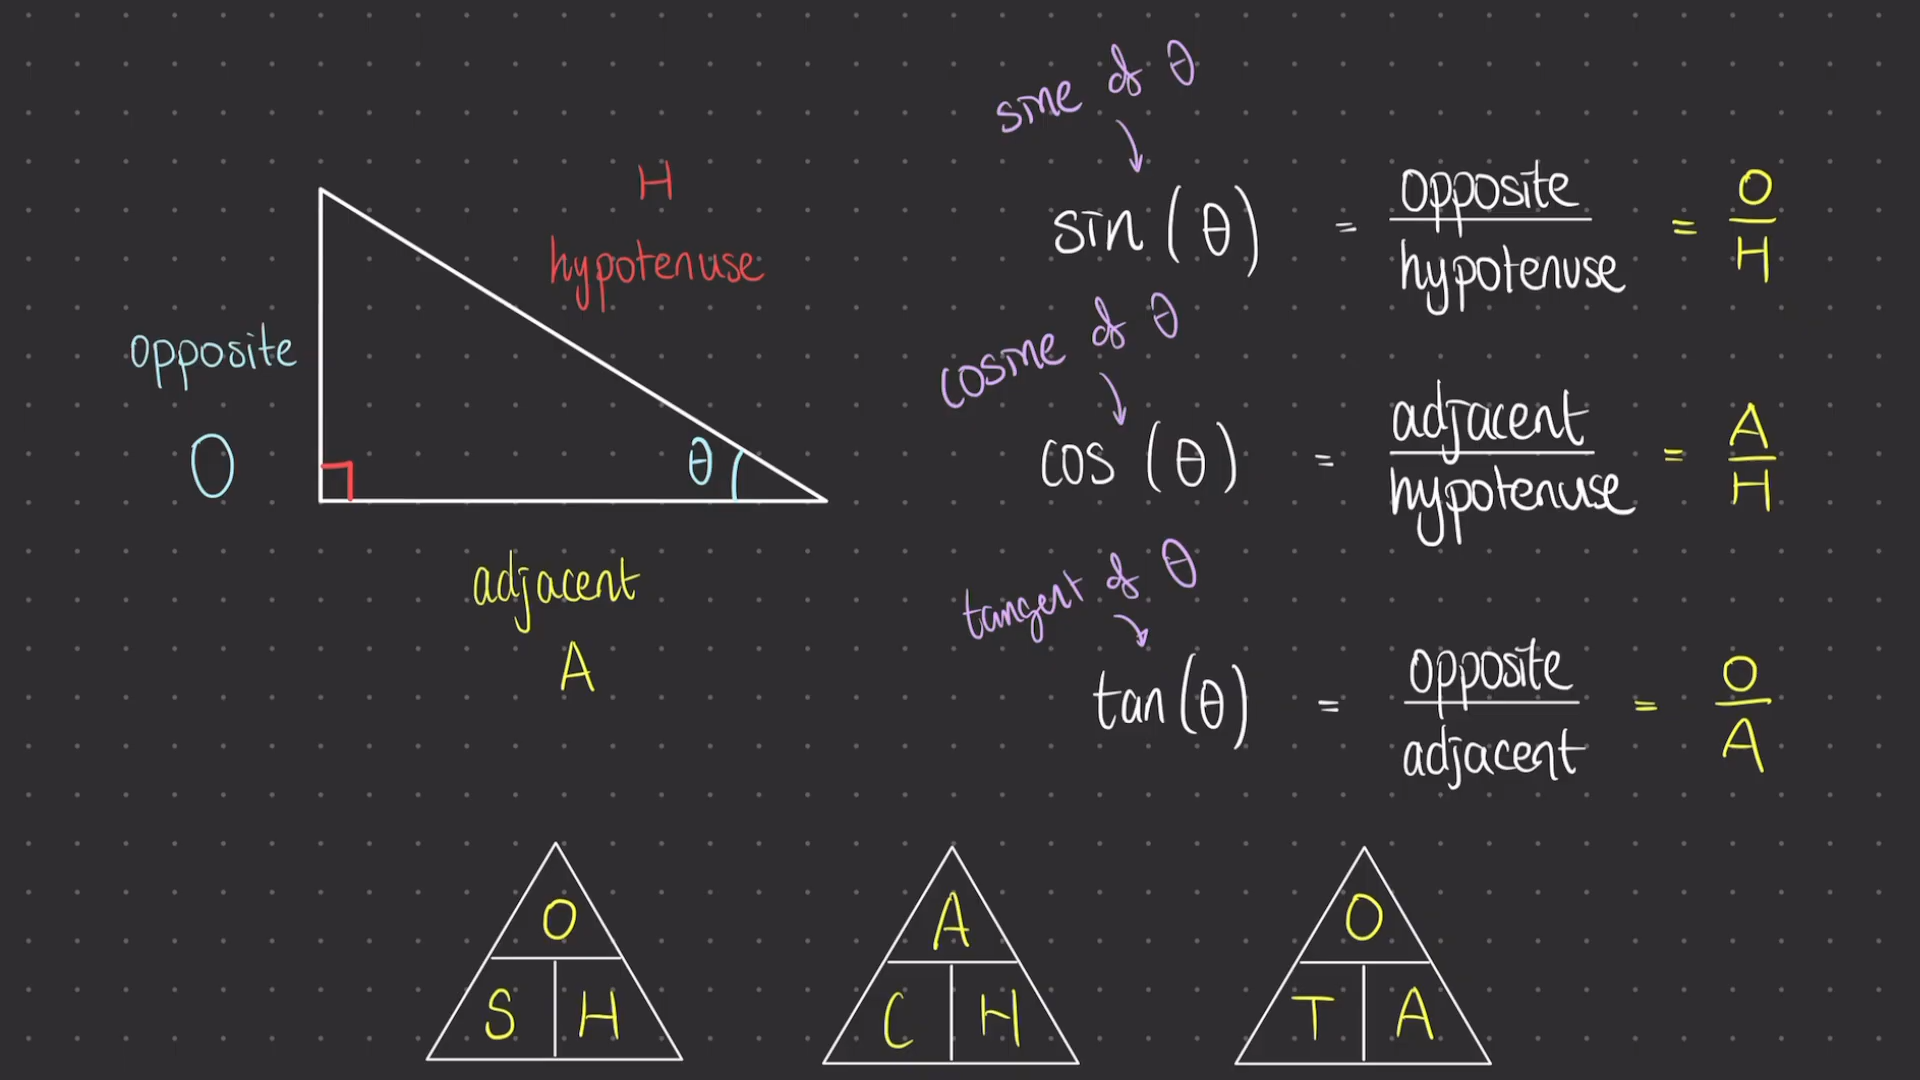 H
hypotenuse
opposite
O
θ
adjacent
A
sine of θ
sin (θ) = opposite / hypotenuse = O / H
cosine of θ
cos (θ) = adjacent / hypotenuse = A / H
tangent of θ
tan (θ) = opposite / adjacent = O / A
O
S H
A
C H
O
T A